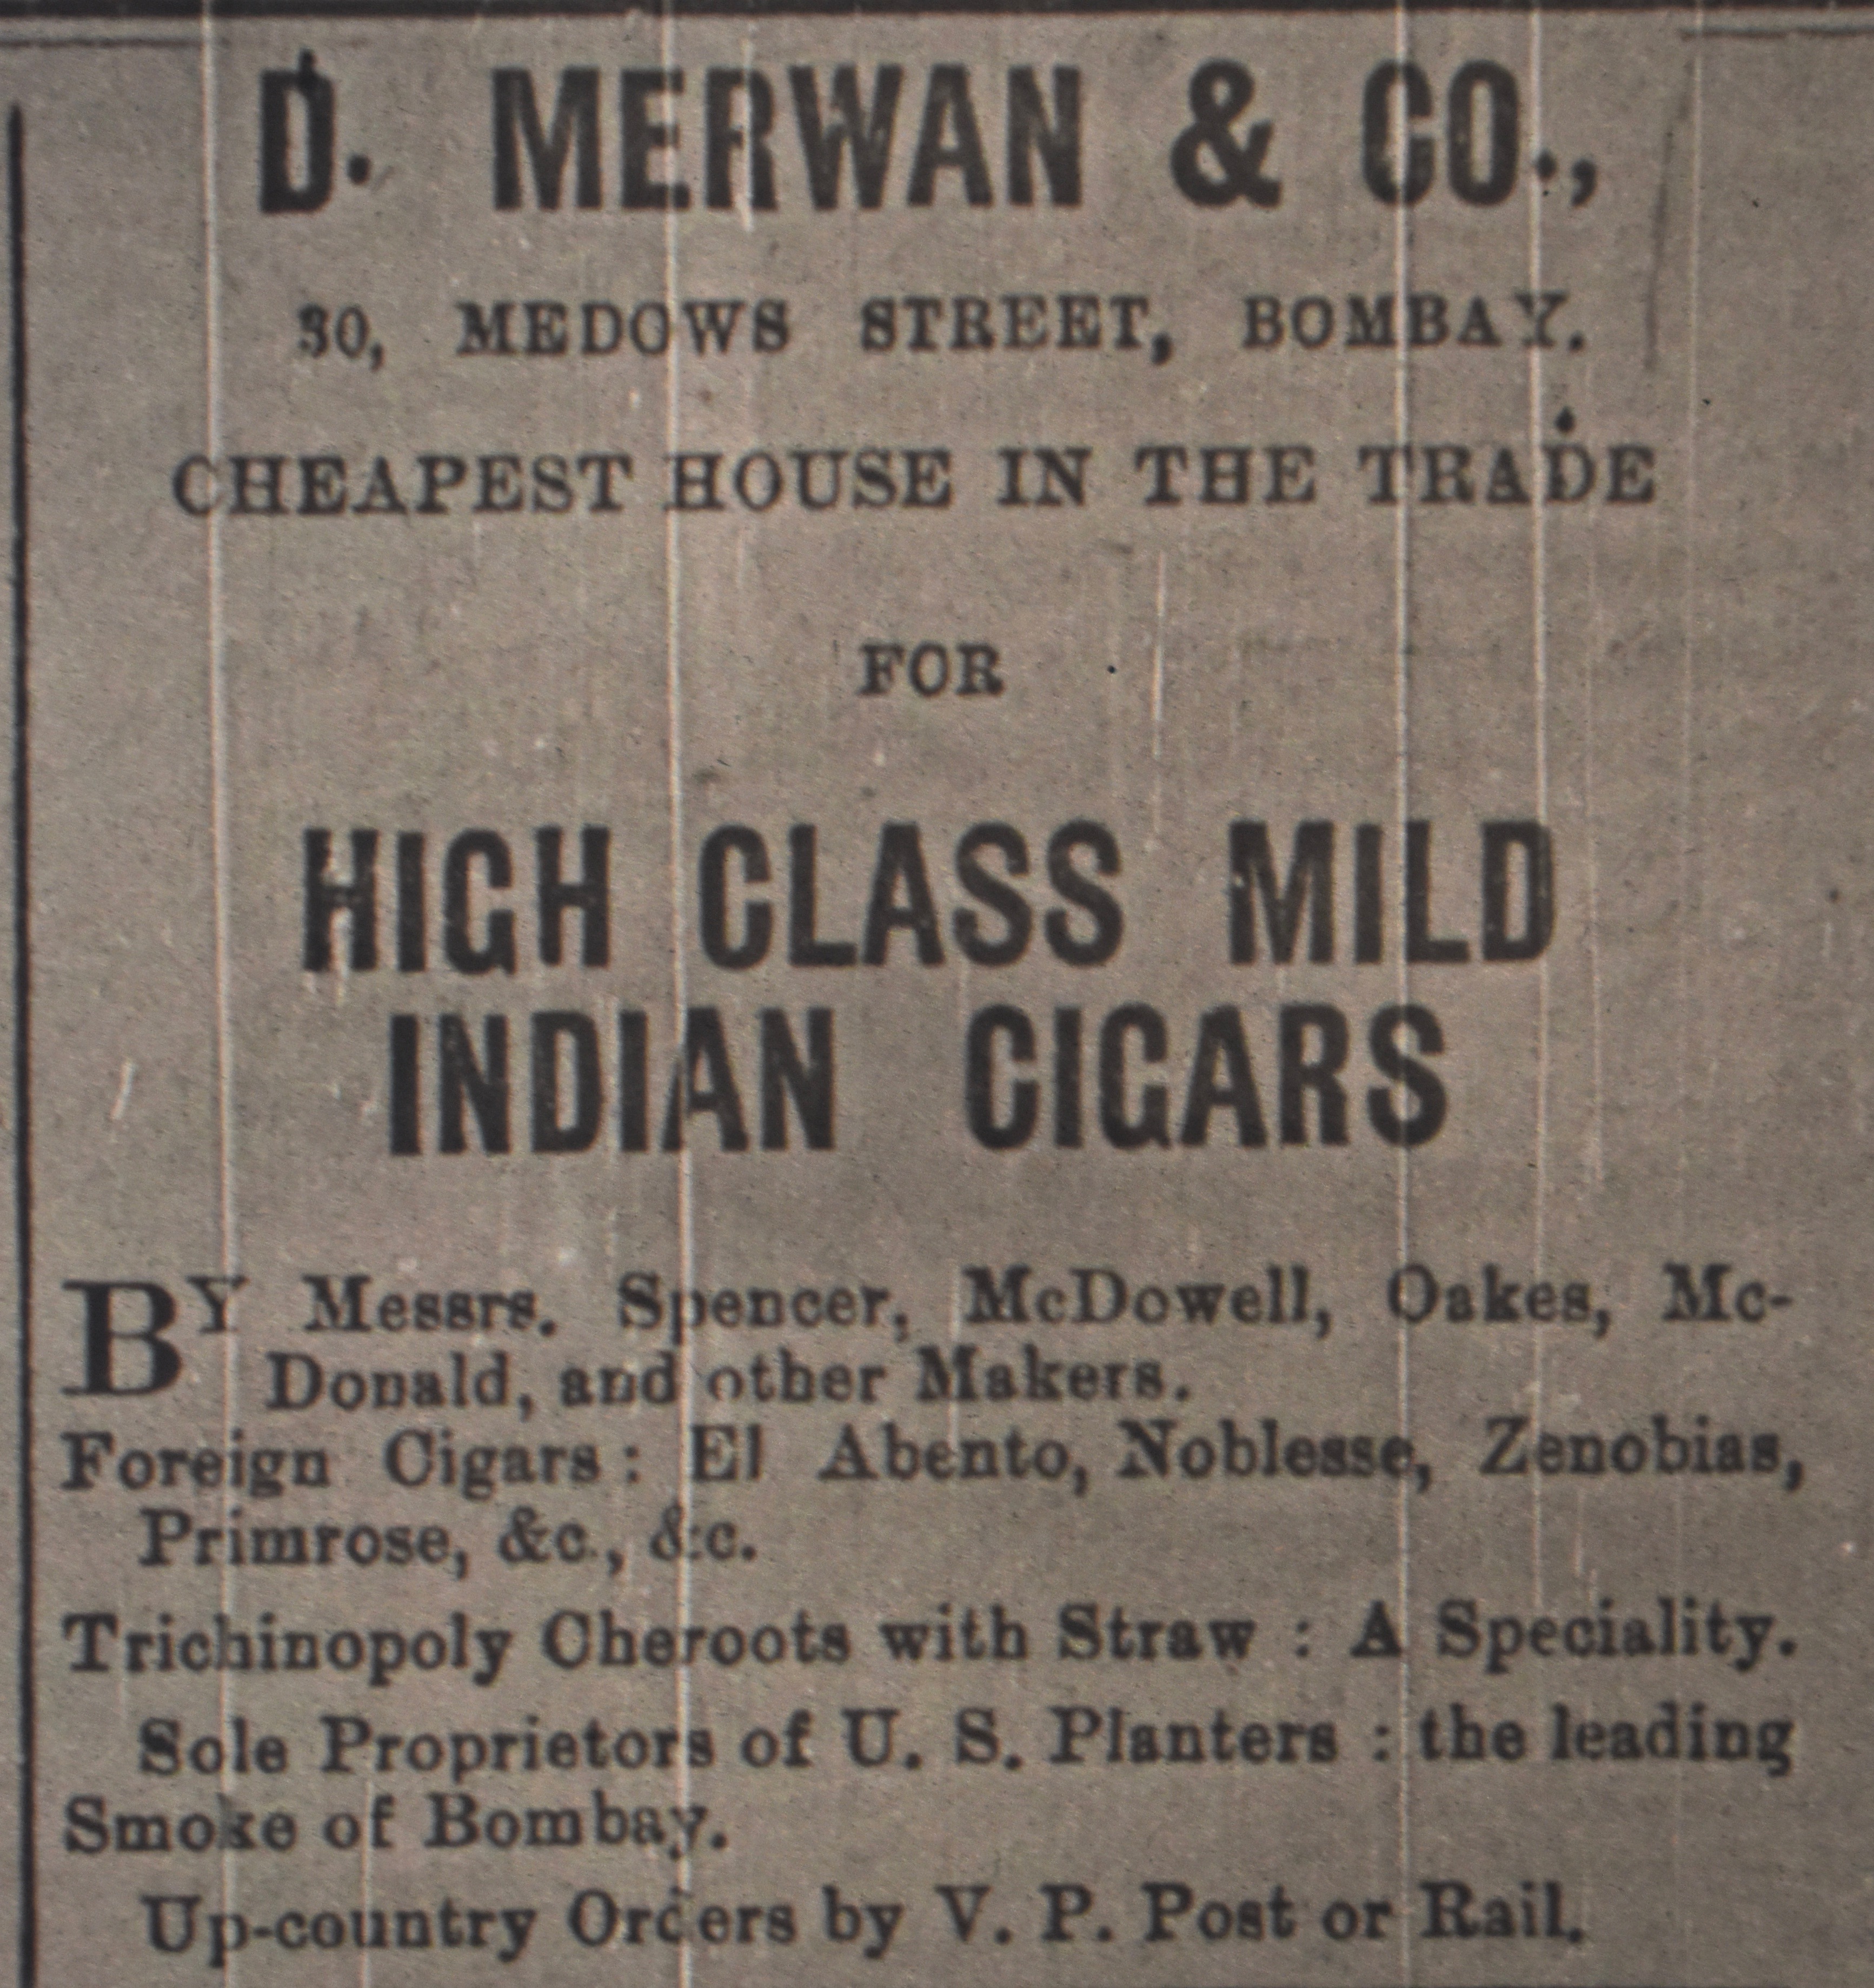 D. MERWAN & CO.,
30, MEDOWS STREET, BOMBAY.
CHEAPEST HOUSE IN THE TRADE
FOR
HIGH CLASS MILD
INDIAN CIGARS
BY Messrs. Spencer, McDowell, Oakes, Mc-
Donald, and other Makers.
Foreign Cigars : El Abento, Noblesse, Zenobias,
Primrose, &c., &c.
Trichinopoly Cheroots with Straw : A Speciality.
Sole Proprietors of U. S. Planters : the leading
Smoke of Bombay.
Up-country Orders by V. P. Post or Rail.